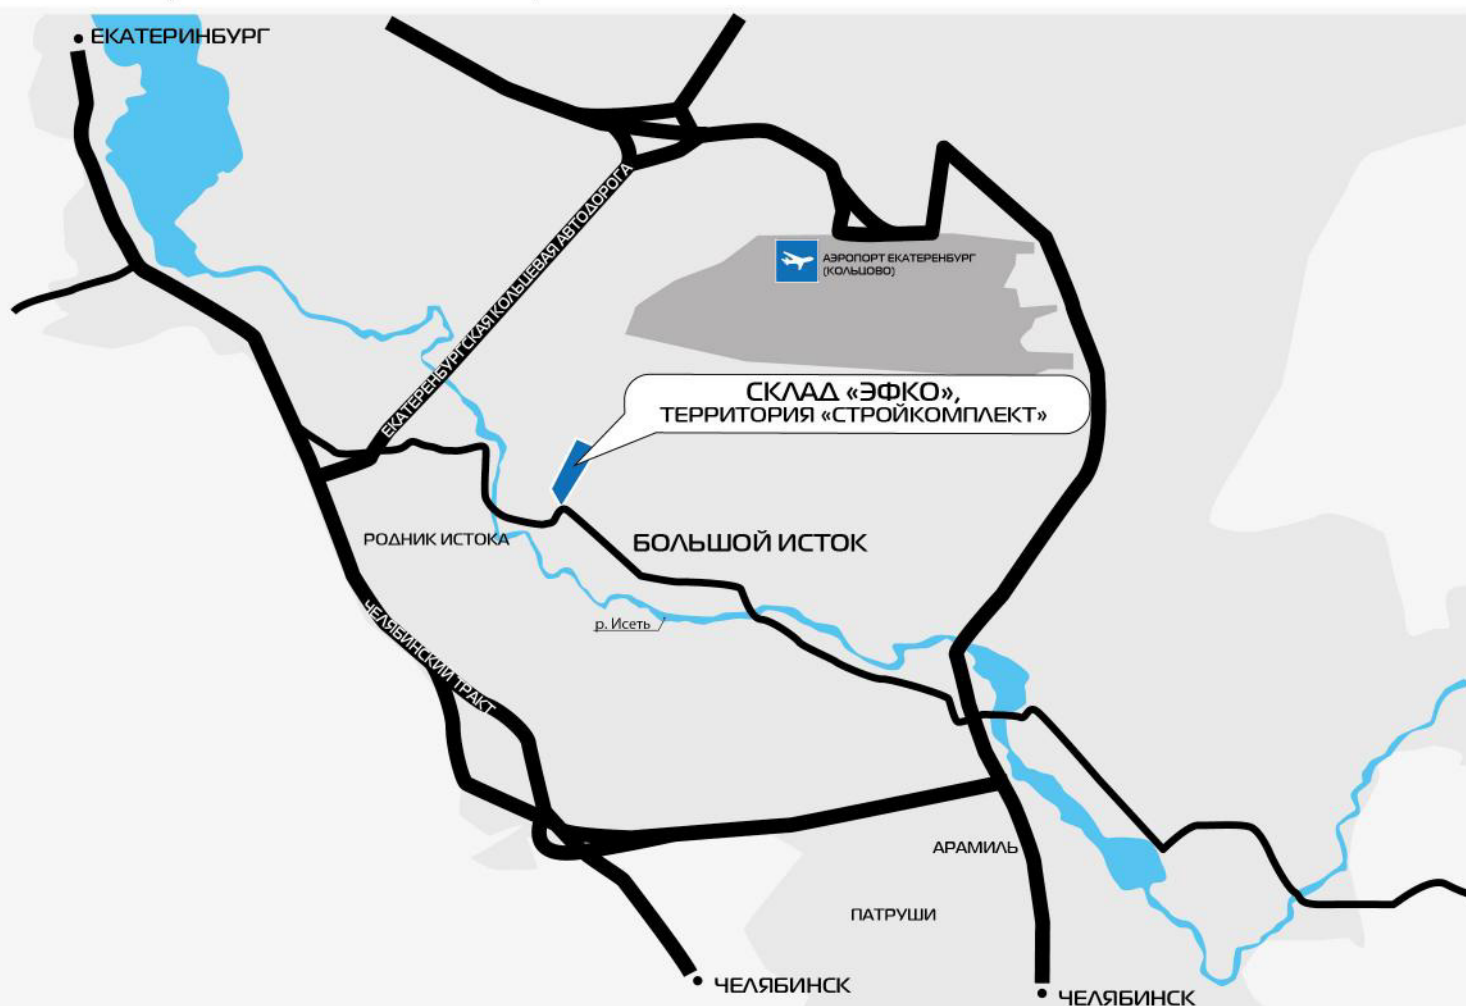 ЕКАТЕРИНБУРГ
ЕКАТЕРЕНБУРГСКАЯ КОЛЬЦЕВАЯ АВТОДОРОГА
АЭРОПОРТ ЕКАТЕРЕНБУРГ
(КОЛЬЦОВО)
СКЛАД «ЭФКО»,
ТЕРРИТОРИЯ «СТРОЙКОМПЛЕКТ»
РОДНИК ИСТОКА
БОЛЬШОЙ ИСТОК
р. Исеть
ЧЕЛЯБИНСКИЙ ТРАКТ
АРАМИЛЬ
ПАТРУШИ
ЧЕЛЯБИНСК
ЧЕЛЯБИНСК